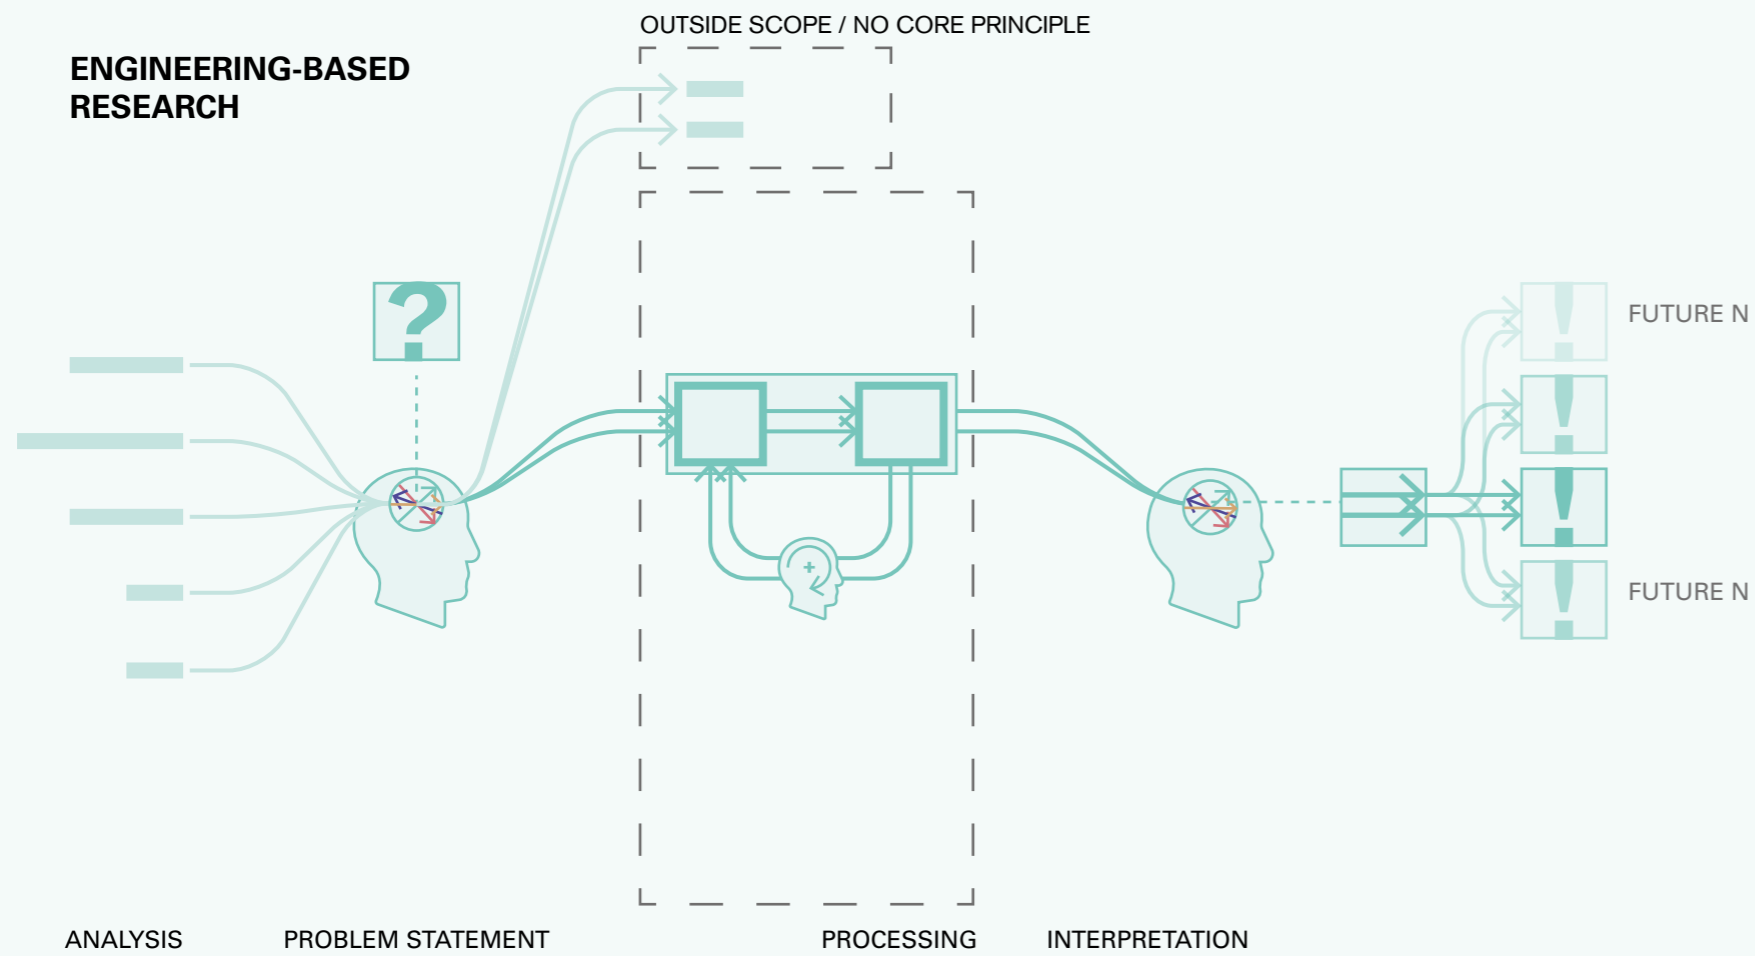 OUTSIDE SCOPE / NO CORE PRINCIPLE
ENGINEERING-BASED
RESEARCH
?
!
FUTURE N
!
!
!
FUTURE N
+
ANALYSIS
PROBLEM STATEMENT
PROCESSING
INTERPRETATION